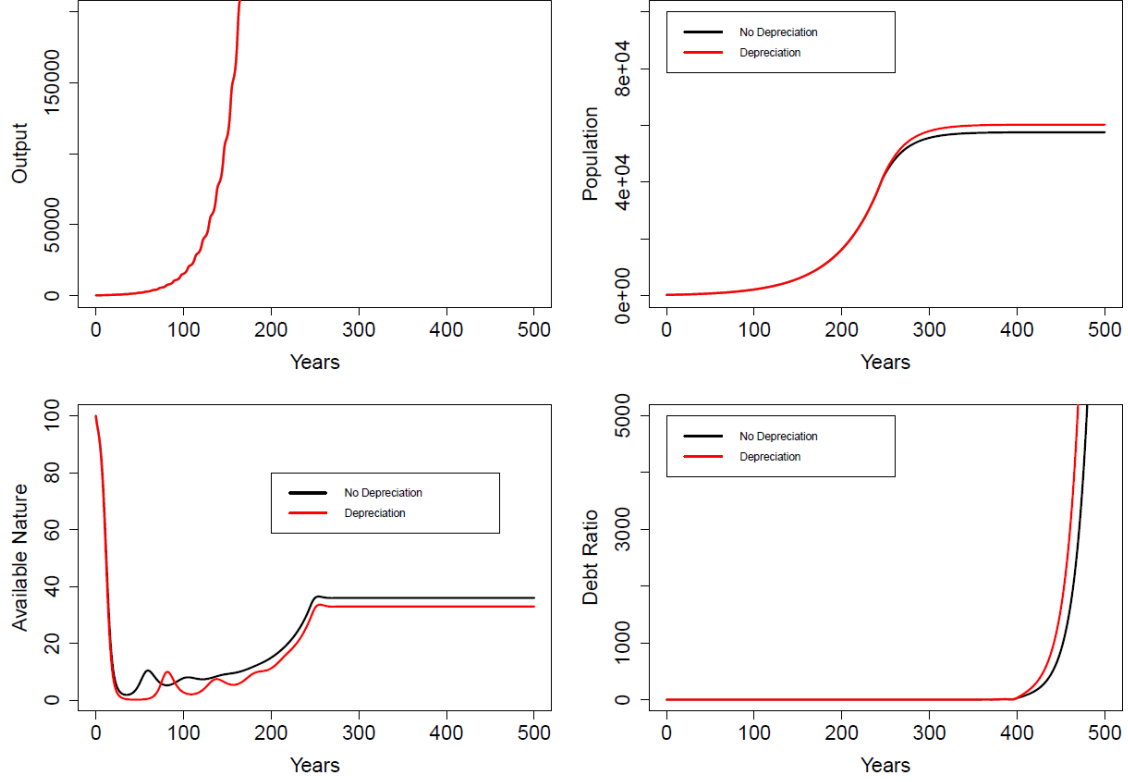 Output
0
50000
150000
0
100
200
300
400
500
Years
Population
0e+00
4e+04
8e+04
No Depreciation
Depreciation
0
100
200
300
400
500
Years
Available Nature
0
20
40
60
80
100
No Depreciation
Depreciation
0
100
200
300
400
500
Years
Debt Ratio
0
1000
3000
5000
No Depreciation
Depreciation
0
100
200
300
400
500
Years